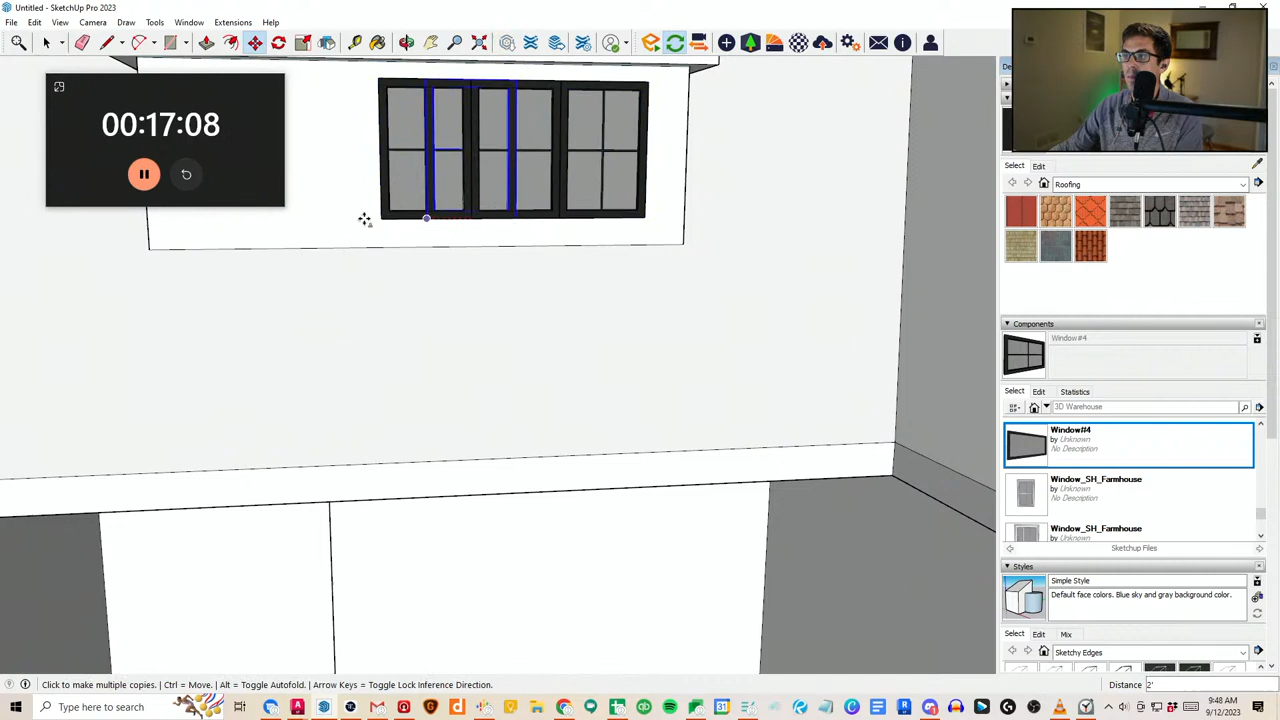 Untitled - SketchUp Pro 2023
File Edit View Camera Draw Tools Window Extensions Help
00:17:08
De
Select Edit
Roofing
Components
Window#4
Select Edit Statistics
3D Warehouse
Window#4
by Unknown
No Description
Window_SH_Farmhouse
by Unknown
No Description
Window_SH_Farmhouse
by Unknown
Sketchup Files
Styles
Simple Style
Default face colors. Blue sky and gray background color.
Select Edit Mix
Sketchy Edges
Click to make multiple copies. | Ctrl = Move. | Alt = Toggle Autofold. | Arrow Keys = Toggle Lock Inference Direction.
Distance 2'
Type here to search
9:48 AM
9/12/2023